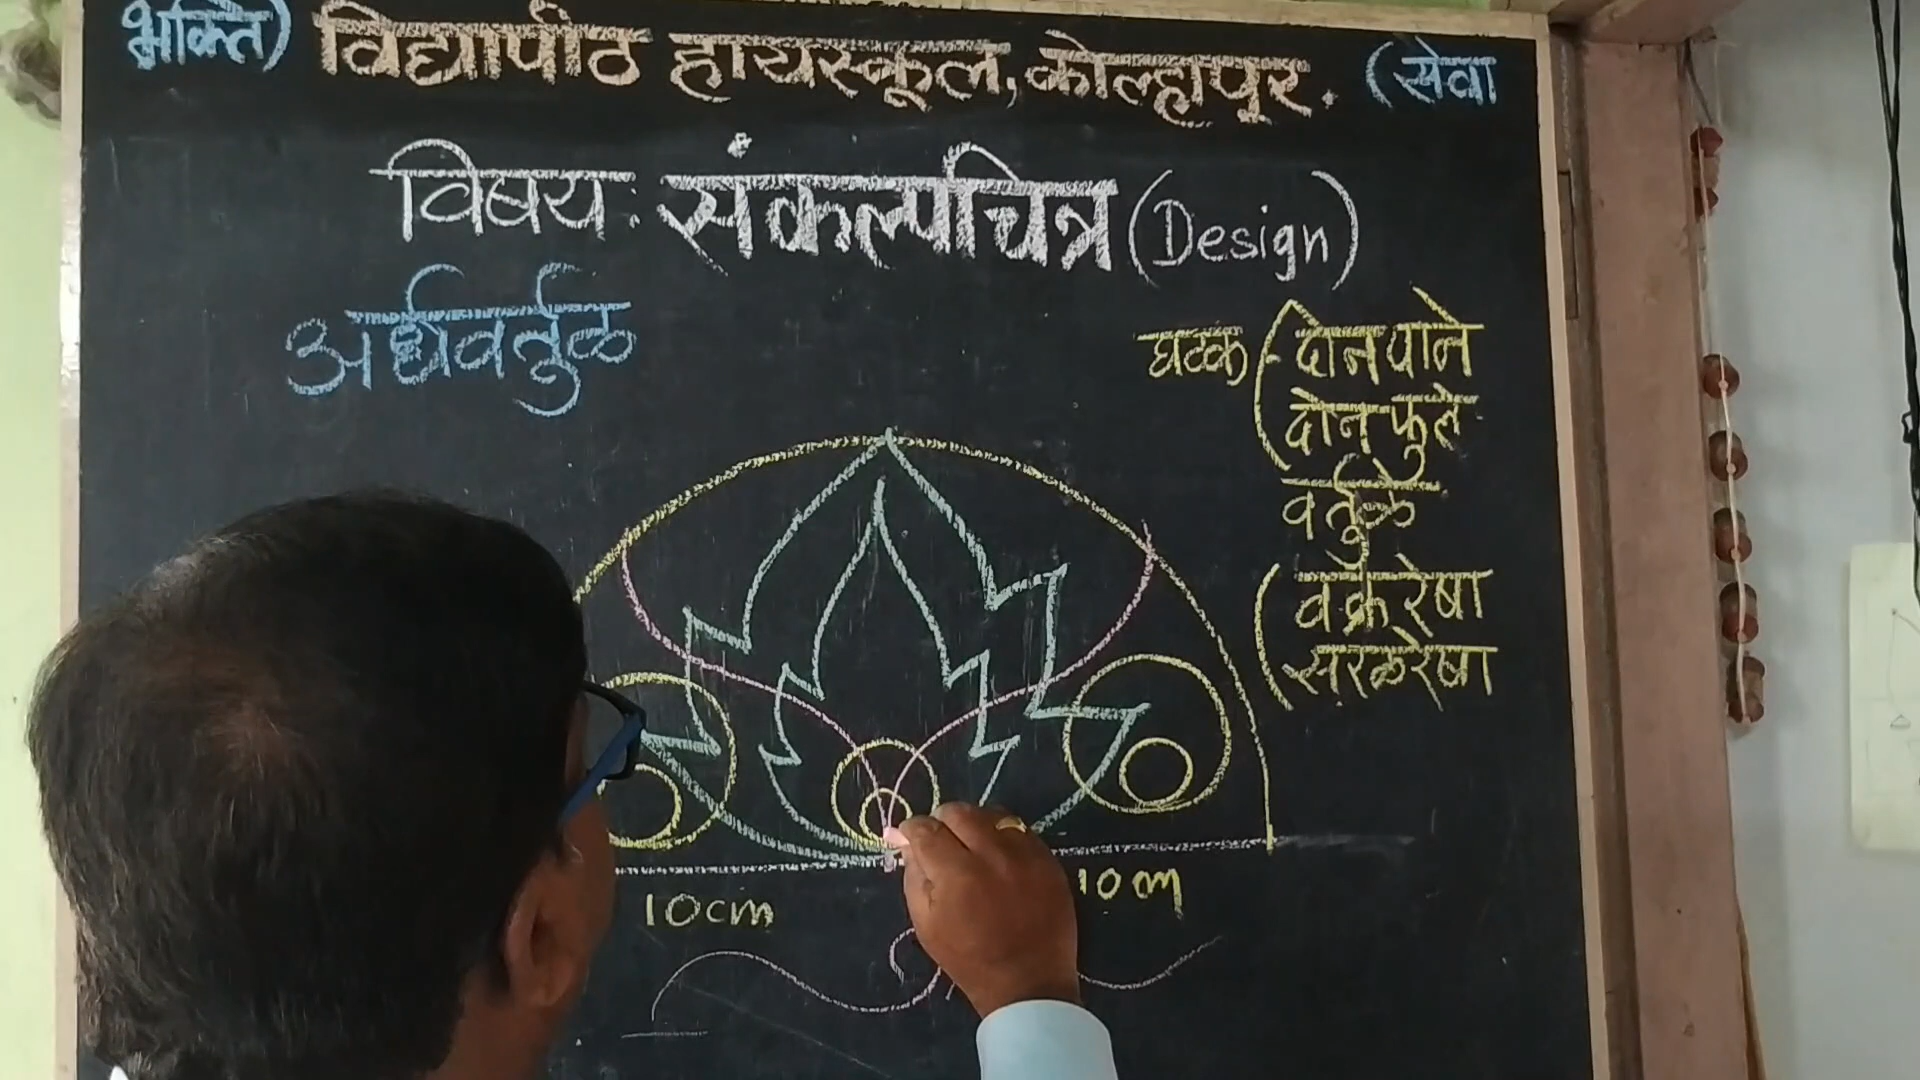 भक्ति) विद्यापीठ हायस्कूल, कोल्हापूर. (सेवा
विषय: संकल्पचित्र (Design)
अर्धवर्तुळ
घटक (- दोन पाने
दोन फुले
वर्तुळे
(वक्ररेषा
सरळरेषा
10cm
10cm